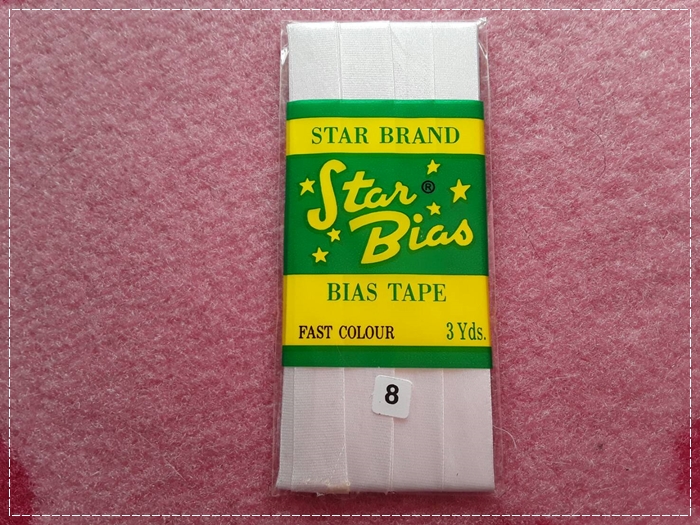 STAR BRAND
Star ®
Bias
BIAS TAPE
FAST COLOUR 3 Yds.
8